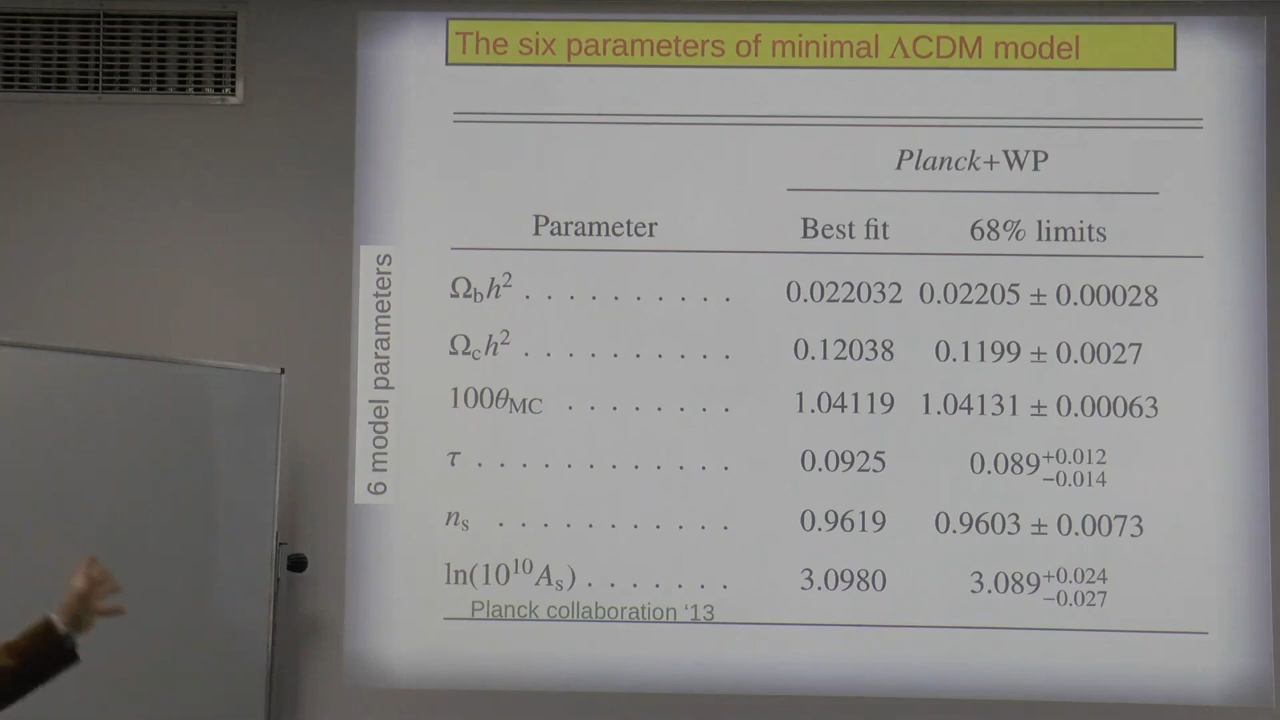 The six parameters of minimal ΛCDM model
Planck+WP
Parameter Best fit 68% limits
6 model parameters
Ω_b h² . . . . . . . . . . 0.022032 0.02205 ± 0.00028
Ω_c h² . . . . . . . . . . 0.12038 0.1199 ± 0.0027
100θ_MC . . . . . . . . 1.04119 1.04131 ± 0.00063
τ . . . . . . . . . . . . 0.0925 0.089 +0.012 −0.014
n_s . . . . . . . . . . . 0.9619 0.9603 ± 0.0073
ln(10¹⁰A_s) . . . . . . . 3.0980 3.089 +0.024 −0.027
Planck collaboration ‘13